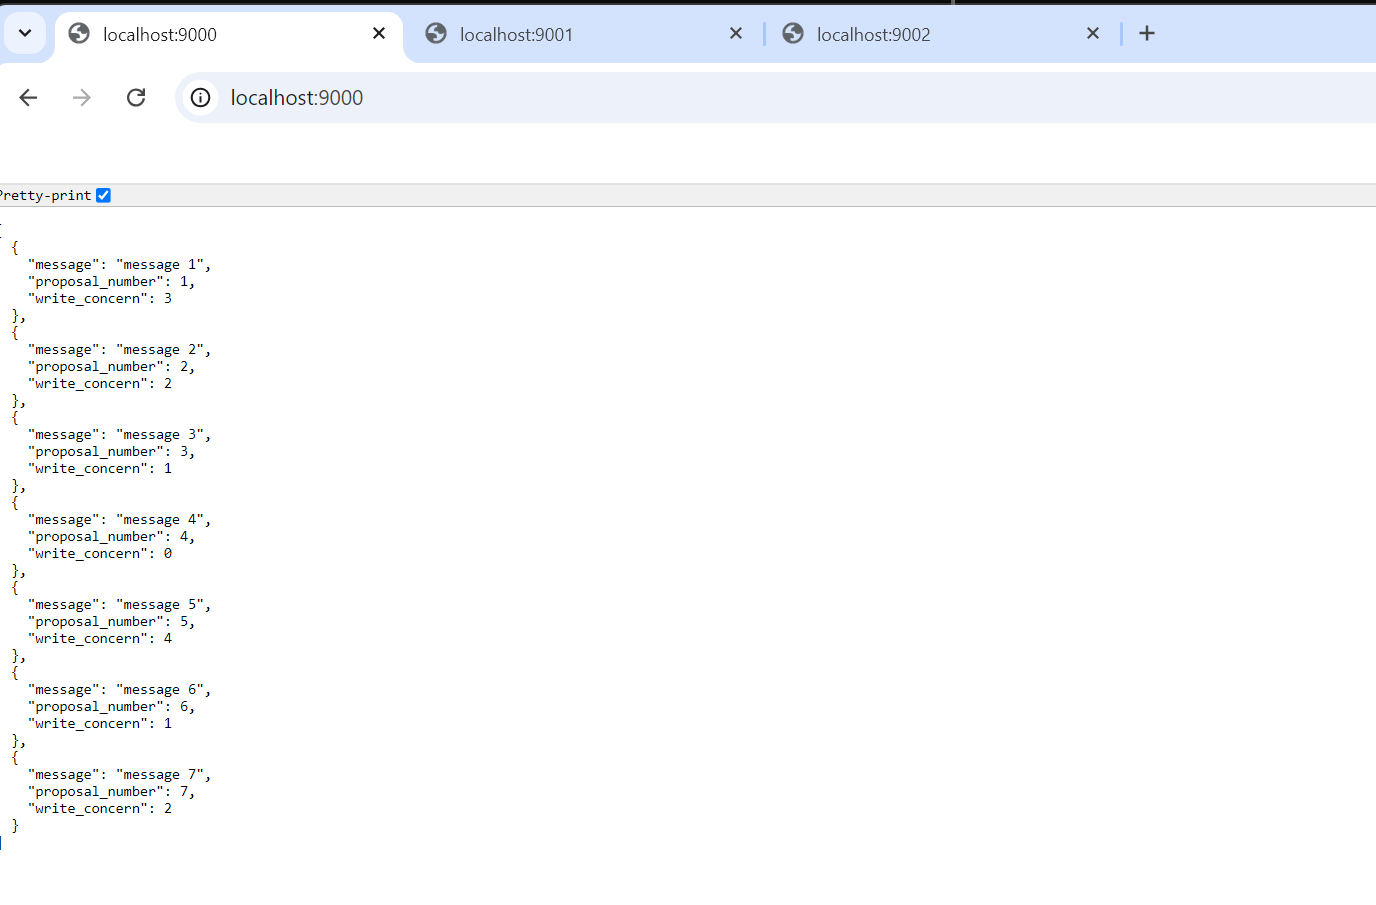 localhost:9000
localhost:9001
localhost:9002
localhost:9000
Pretty-print
[
{
"message": "message 1",
"proposal_number": 1,
"write_concern": 3
},
{
"message": "message 2",
"proposal_number": 2,
"write_concern": 2
},
{
"message": "message 3",
"proposal_number": 3,
"write_concern": 1
},
{
"message": "message 4",
"proposal_number": 4,
"write_concern": 0
},
{
"message": "message 5",
"proposal_number": 5,
"write_concern": 4
},
{
"message": "message 6",
"proposal_number": 6,
"write_concern": 1
},
{
"message": "message 7",
"proposal_number": 7,
"write_concern": 2
}
]